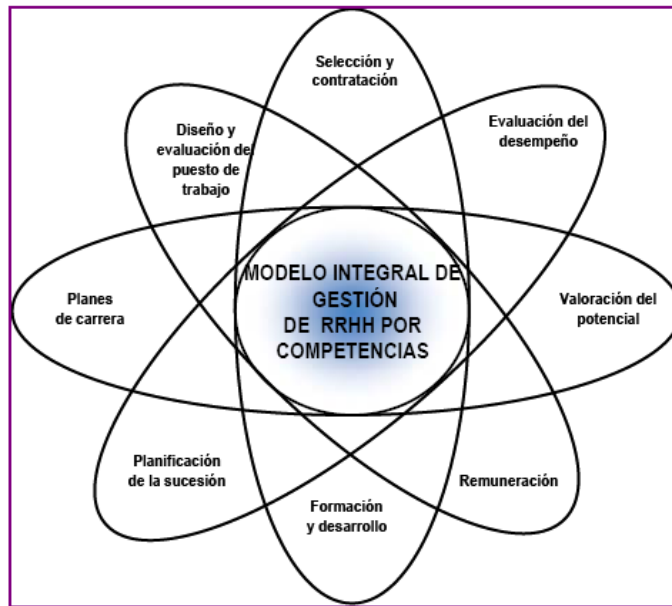 Selección y
contratación
Evaluación del
desempeño
Diseño y
evaluación del
puesto de
trabajo
MODELO INTEGRAL DE
GESTIÓN
DE RRHH POR
COMPETENCIAS
Planes
de carrera
Valoración del
potencial
Planificación
de la sucesión
Formación
y desarrollo
Remuneración